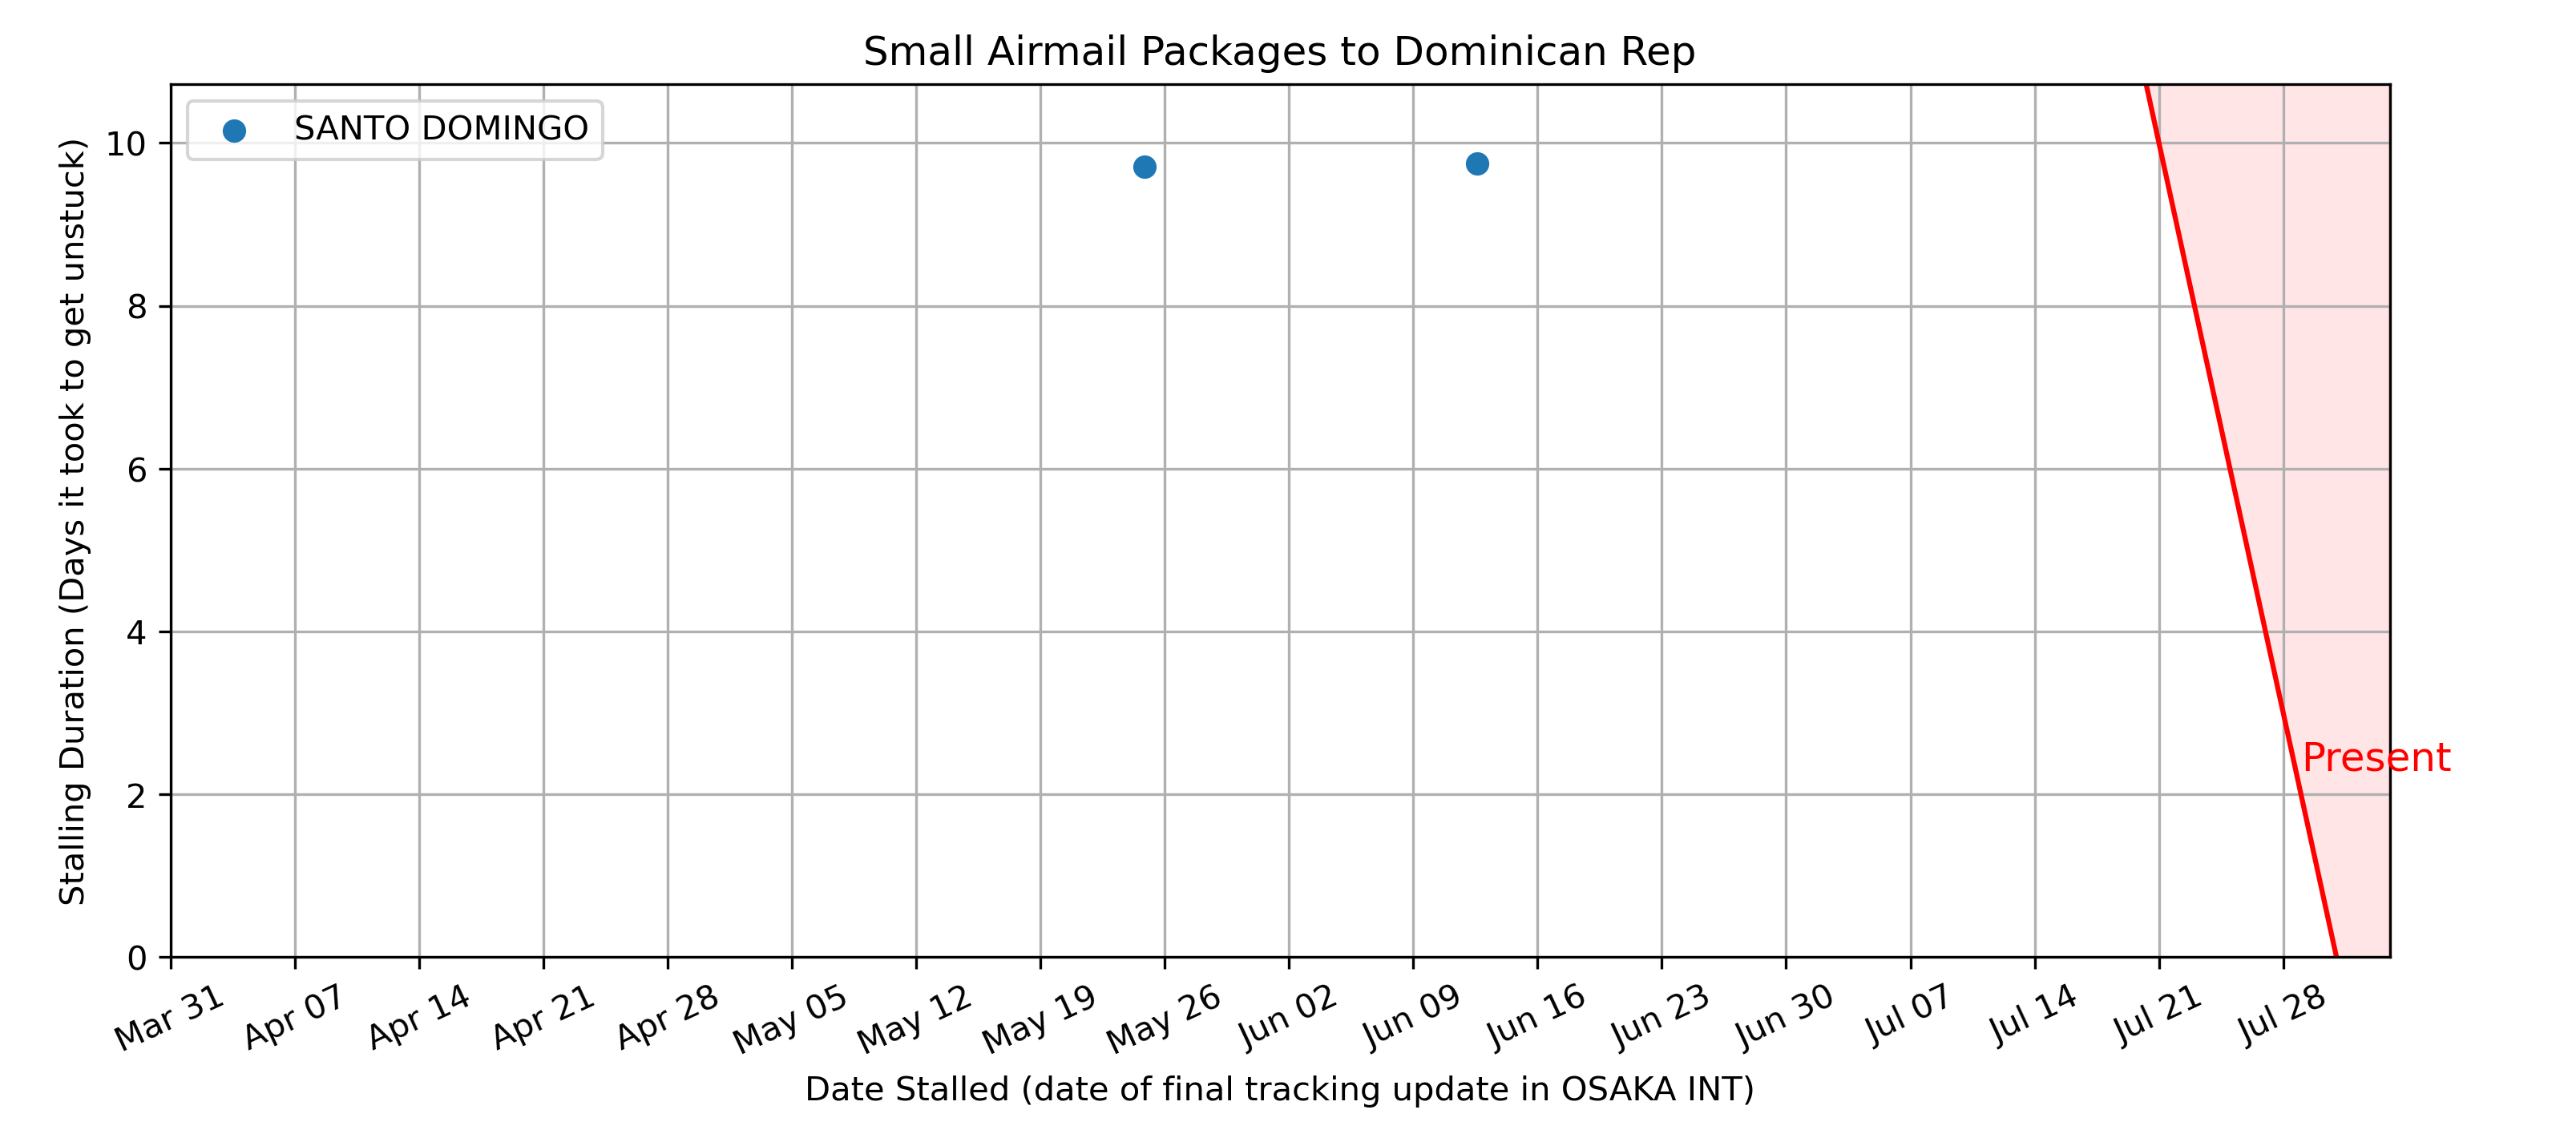 Small Airmail Packages to Dominican Rep
SANTO DOMINGO
Stalling Duration (Days it took to get unstuck)
10
8
6
4
2
0
Present
Mar 31
Apr 07
Apr 14
Apr 21
Apr 28
May 05
May 12
May 19
May 26
Jun 02
Jun 09
Jun 16
Jun 23
Jun 30
Jul 07
Jul 14
Jul 21
Jul 28
Date Stalled (date of final tracking update in OSAKA INT)